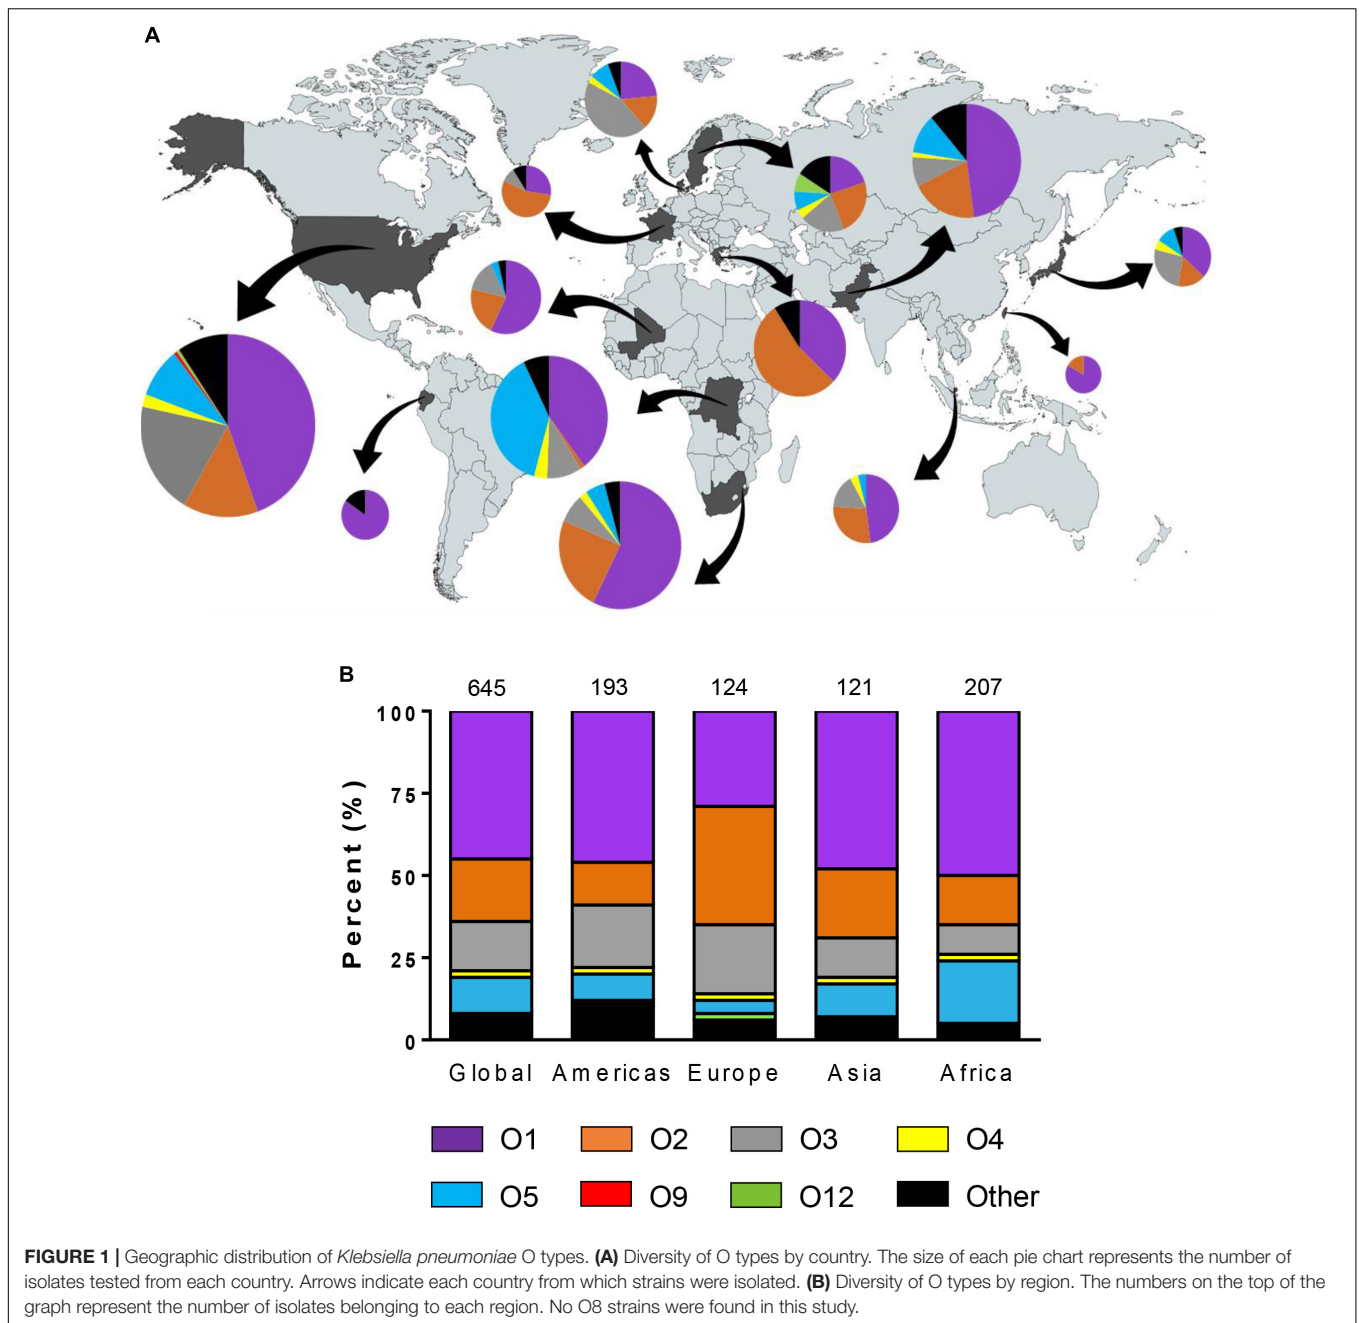 A
B
645 193 124 121 207
100
75
50
25
0
Percent (%)
Global Americas Europe Asia Africa
O1 O2 O3 O4
O5 O9 O12 Other
FIGURE 1 | Geographic distribution of Klebsiella pneumoniae O types. (A) Diversity of O types by country. The size of each pie chart represents the number of
isolates tested from each country. Arrows indicate each country from which strains were isolated. (B) Diversity of O types by region. The numbers on the top of the
graph represent the number of isolates belonging to each region. No O8 strains were found in this study.